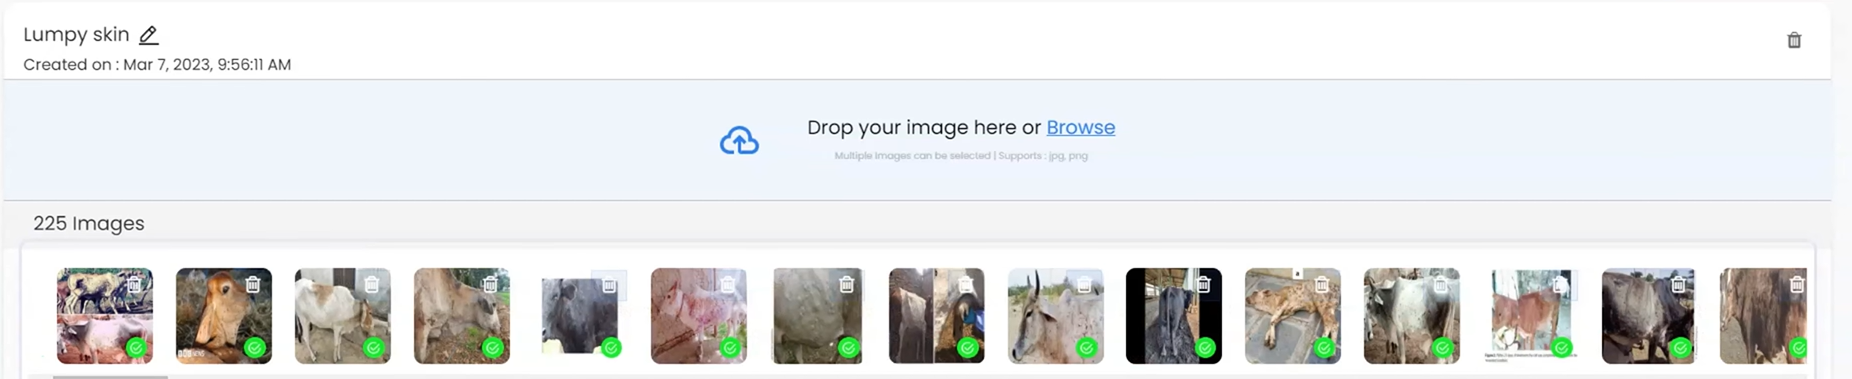 Lumpy skin
Created on : Mar 7, 2023, 9:56:11 AM
Drop your image here or Browse
Multiple images can be selected | Supports : jpg, png
225 Images